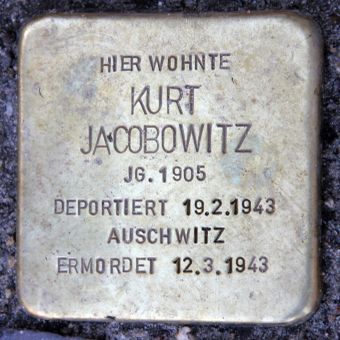 HIER WOHNTE
KURT
JACOBOWITZ
JG. 1905
DEPORTIERT 19.2.1943
AUSCHWITZ
ERMORDET 12.3.1943